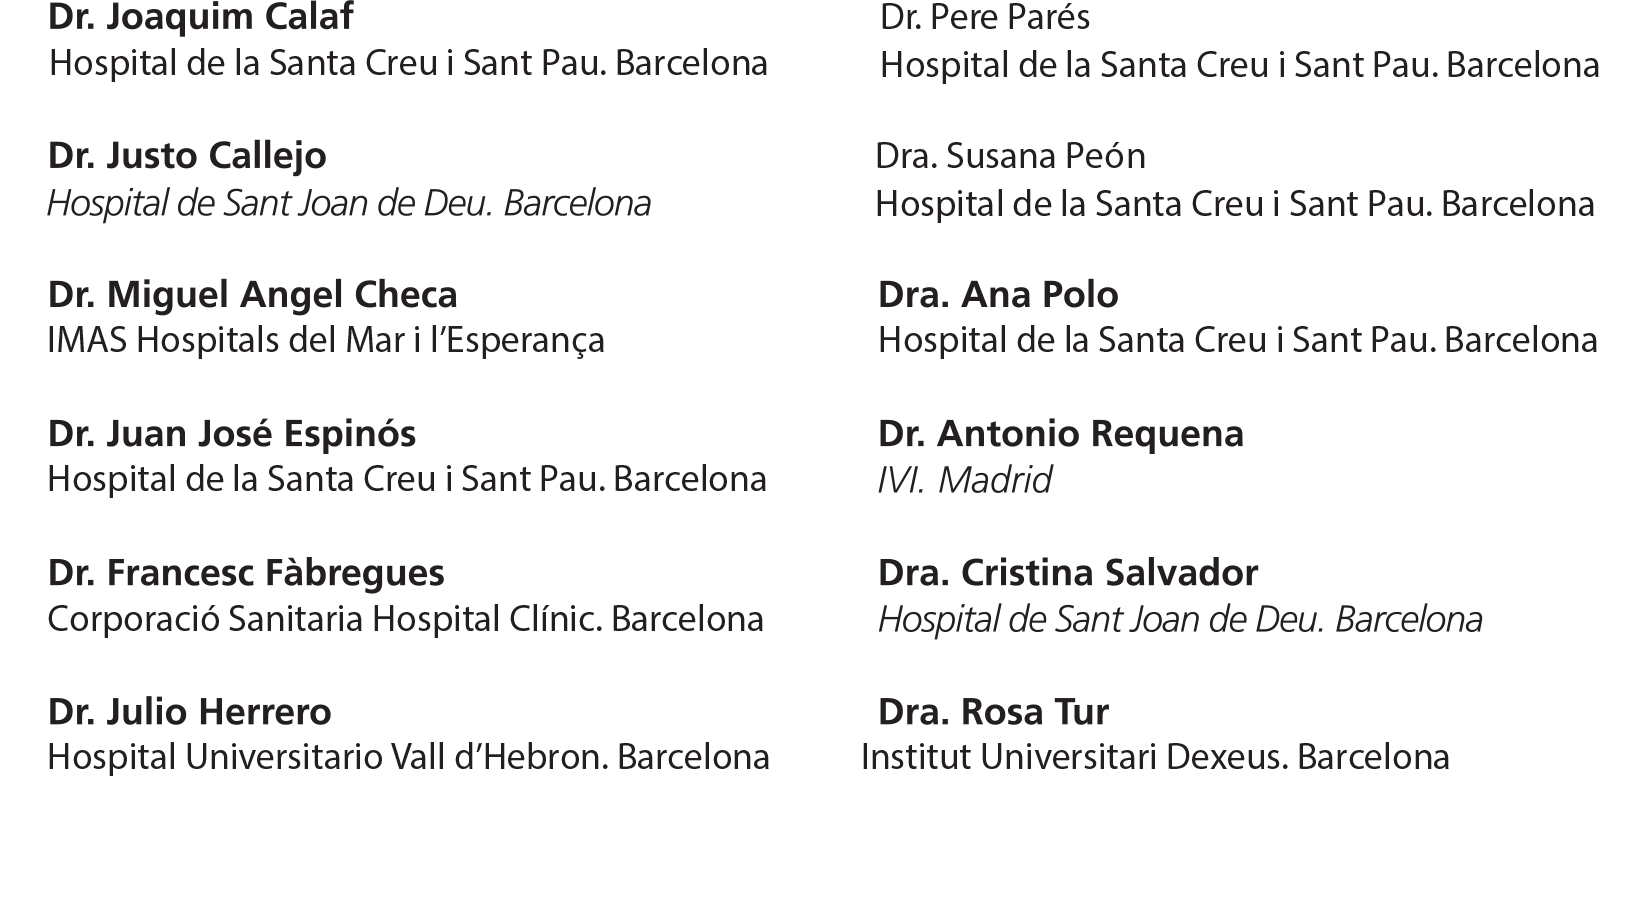 Dr. Joaquim Calaf
Hospital de la Santa Creu i Sant Pau. Barcelona
Dr. Justo Callejo
Hospital de Sant Joan de Deu. Barcelona
Dr. Miguel Angel Checa
IMAS Hospitals del Mar i l’Esperança
Dr. Juan José Espinós
Hospital de la Santa Creu i Sant Pau. Barcelona
Dr. Francesc Fàbregues
Corporació Sanitaria Hospital Clínic. Barcelona
Dr. Julio Herrero
Hospital Universitario Vall d’Hebron. Barcelona
Dr. Pere Parés
Hospital de la Santa Creu i Sant Pau. Barcelona
Dra. Susana Peón
Hospital de la Santa Creu i Sant Pau. Barcelona
Dra. Ana Polo
Hospital de la Santa Creu i Sant Pau. Barcelona
Dr. Antonio Requena
IVI. Madrid
Dra. Cristina Salvador
Hospital de Sant Joan de Deu. Barcelona
Dra. Rosa Tur
Institut Universitari Dexeus. Barcelona